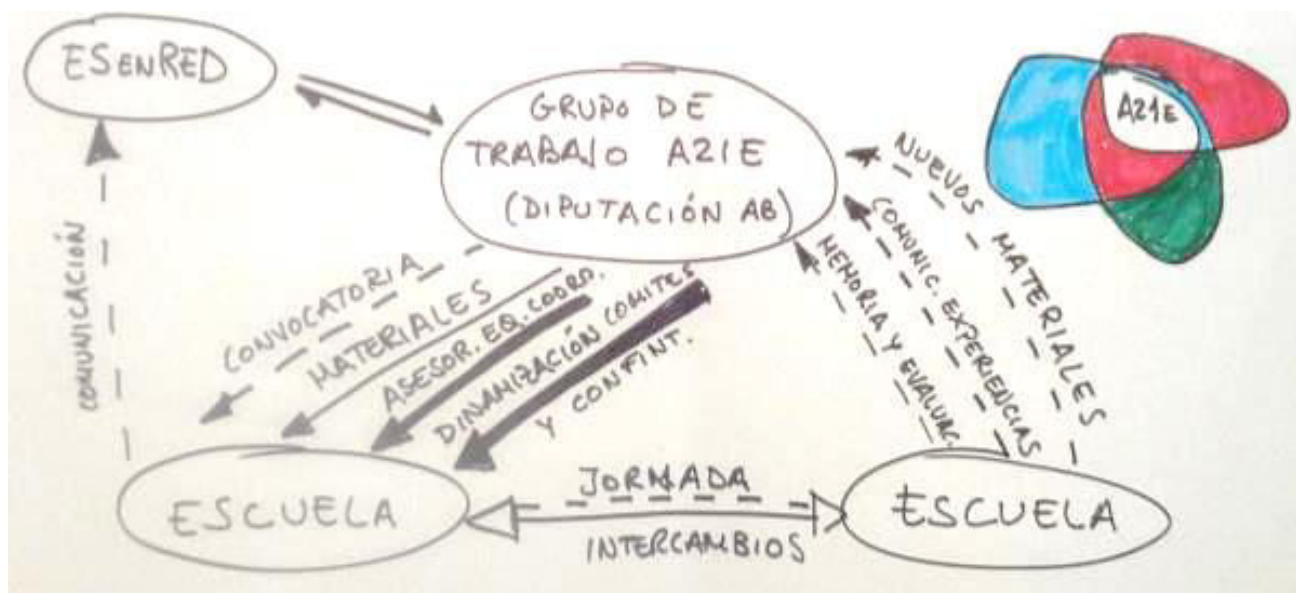 ESenRED
GRUPO DE
TRABAJO A21E
(DIPUTACIÓN AB)
A21E
COMUNICACIÓN
CONVOCATORIA
MATERIALES
ASESOR. EQ. COORD.
DINAMIZACIÓN COMITES
Y CONFINT.
MEMORIA Y EVALUAC.
COMUNIC. EXPERIENCIAS
NUEVOS MATERIALES
ESCUELA
JORNADA
INTERCAMBIOS
ESCUELA